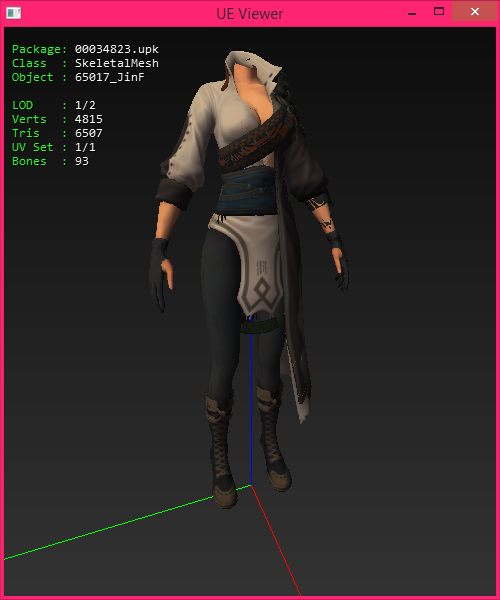 UE Viewer
Package: 00034823.upk
Class : SkeletalMesh
Object : 65017_JinF
LOD : 1/2
Verts : 4815
Tris : 6507
UV Set : 1/1
Bones : 93